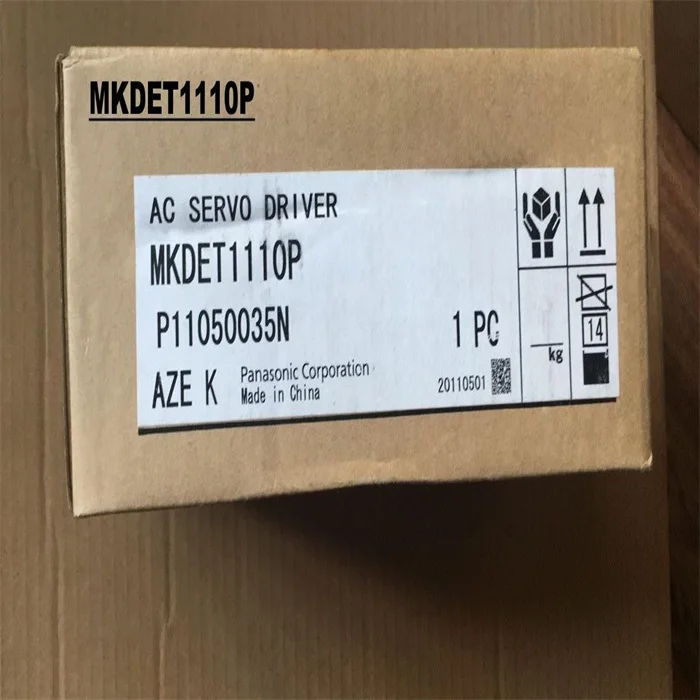 MKDET1110P
AC SERVO DRIVER
MKDET1110P
P11050035N 1 PC
AZE K Panasonic Corporation
Made in China 20110501
kg
14